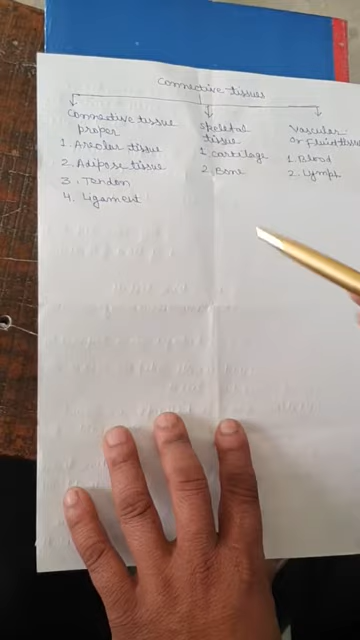 Connective tissues
Connective tissue
proper
1. Areolar tissue
2. Adipose tissue
3. Tendon
4. Ligament
Skeletal
tissue
1. Cartilage
2. Bone
Vascular
or Fluid tissue
1. Blood
2. Lymph